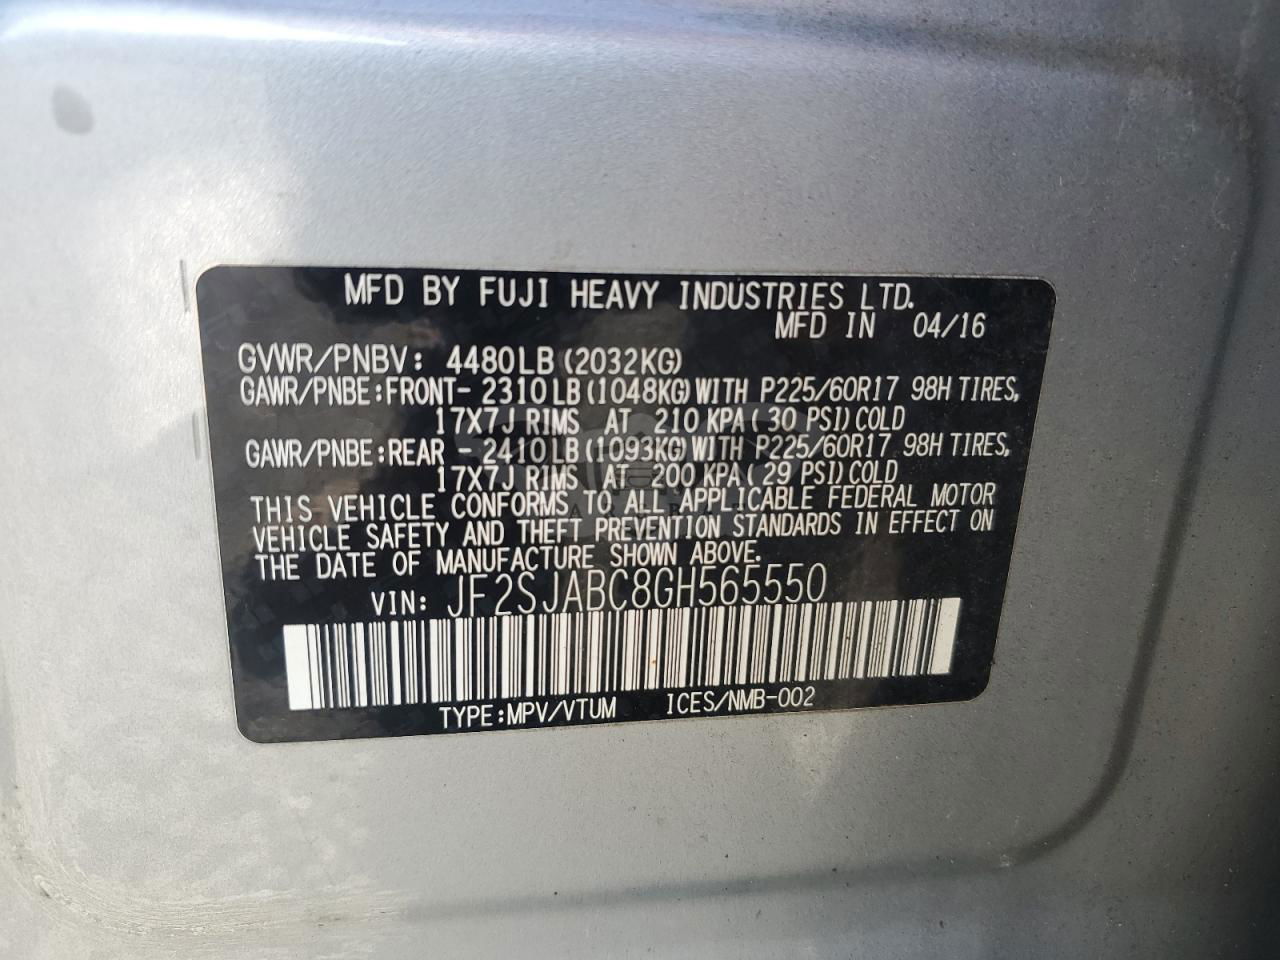 MFD BY FUJI HEAVY INDUSTRIES LTD.
MFD IN 04/16
GVWR/PNBV: 4480LB (2032KG)
GAWR/PNBE:FRONT- 2310LB (1048KG) WITH P225/60R17 98H TIRES,
17X7J RIMS AT 210 KPA ( 30 PSI) COLD
GAWR/PNBE:REAR - 2410LB (1093KG) WITH P225/60R17 98H TIRES,
17X7J RIMS AT 200 KPA ( 29 PSI) COLD
THIS VEHICLE CONFORMS TO ALL APPLICABLE FEDERAL MOTOR
VEHICLE SAFETY AND THEFT PREVENTION STANDARDS IN EFFECT ON
THE DATE OF MANUFACTURE SHOWN ABOVE.
VIN: JF2SJABC8GH565550
TYPE:MPV/VTUM ICES/NMB-002